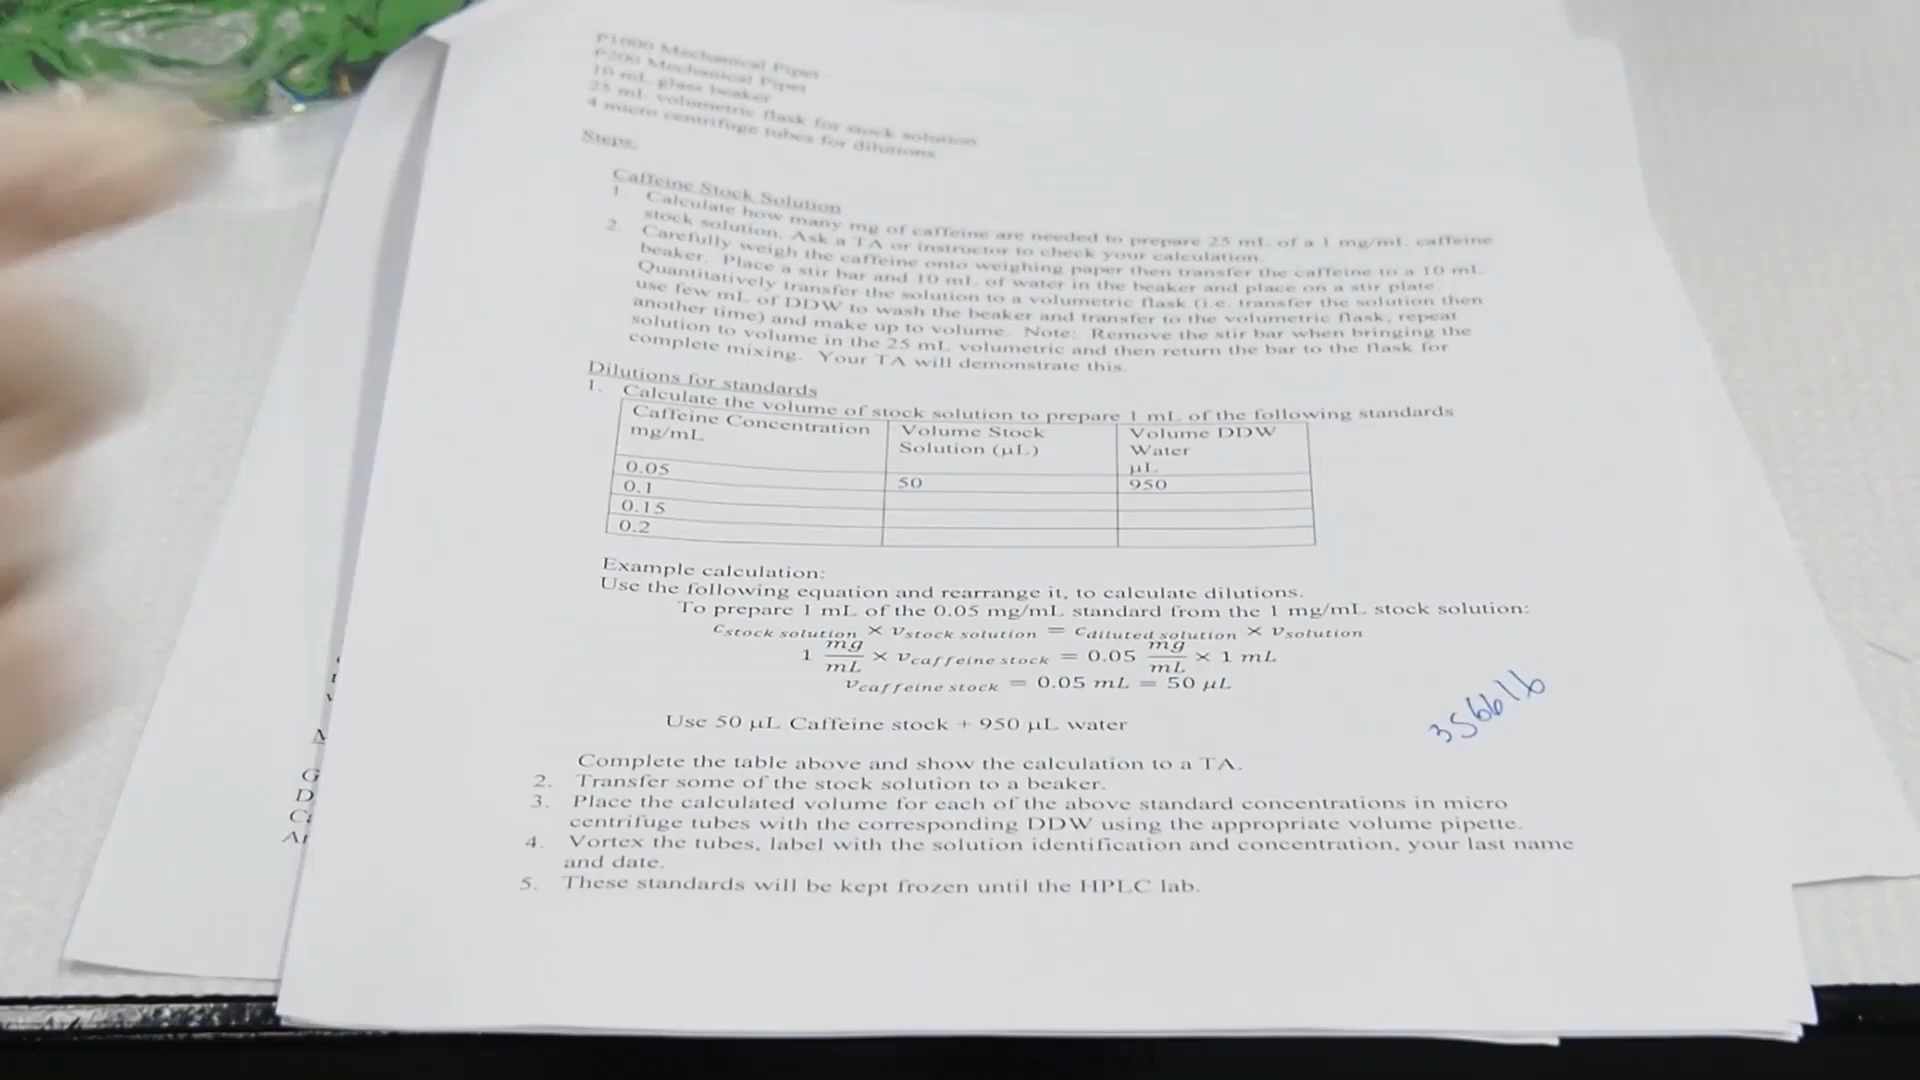 P1000 Mechanical Pipet
P200 Mechanical Pipet
10 mL glass beaker
25 mL volumetric flask for stock solution
4 micro centrifuge tubes for dilutions
Steps:
Caffeine Stock Solution
1. Calculate how many mg of caffeine are needed to prepare 25 mL of a 1 mg/mL caffeine
stock solution. Ask a TA or instructor to check your calculation.
2. Carefully weigh the caffeine onto weighing paper then transfer the caffeine to a 10 mL
beaker. Place a stir bar and 10 mL of water in the beaker and place on a stir plate.
Quantitatively transfer the solution to a volumetric flask (i.e. transfer the solution then
use few mL of DDW to wash the beaker and transfer to the volumetric flask, repeat
another time) and make up to volume. Note: Remove the stir bar when bringing the
solution to volume in the 25 mL volumetric and then return the bar to the flask for
complete mixing. Your TA will demonstrate this.
Dilutions for standards
1. Calculate the volume of stock solution to prepare 1 mL of the following standards
Caffeine Concentration mg/mL | Volume Stock Solution (µL) | Volume DDW Water µL
0.05 | 50 | 950
0.1
0.15
0.2
Example calculation:
Use the following equation and rearrange it, to calculate dilutions.
To prepare 1 mL of the 0.05 mg/mL standard from the 1 mg/mL stock solution:
c stock solution × v stock solution = c diluted solution × v solution
1 mg/mL × v caffeine stock = 0.05 mg/mL × 1 mL
v caffeine stock = 0.05 mL = 50 µL
Use 50 µL Caffeine stock + 950 µL water
356616
Complete the table above and show the calculation to a TA.
2. Transfer some of the stock solution to a beaker.
3. Place the calculated volume for each of the above standard concentrations in micro
centrifuge tubes with the corresponding DDW using the appropriate volume pipette.
4. Vortex the tubes, label with the solution identification and concentration, your last name
and date.
5. These standards will be kept frozen until the HPLC lab.